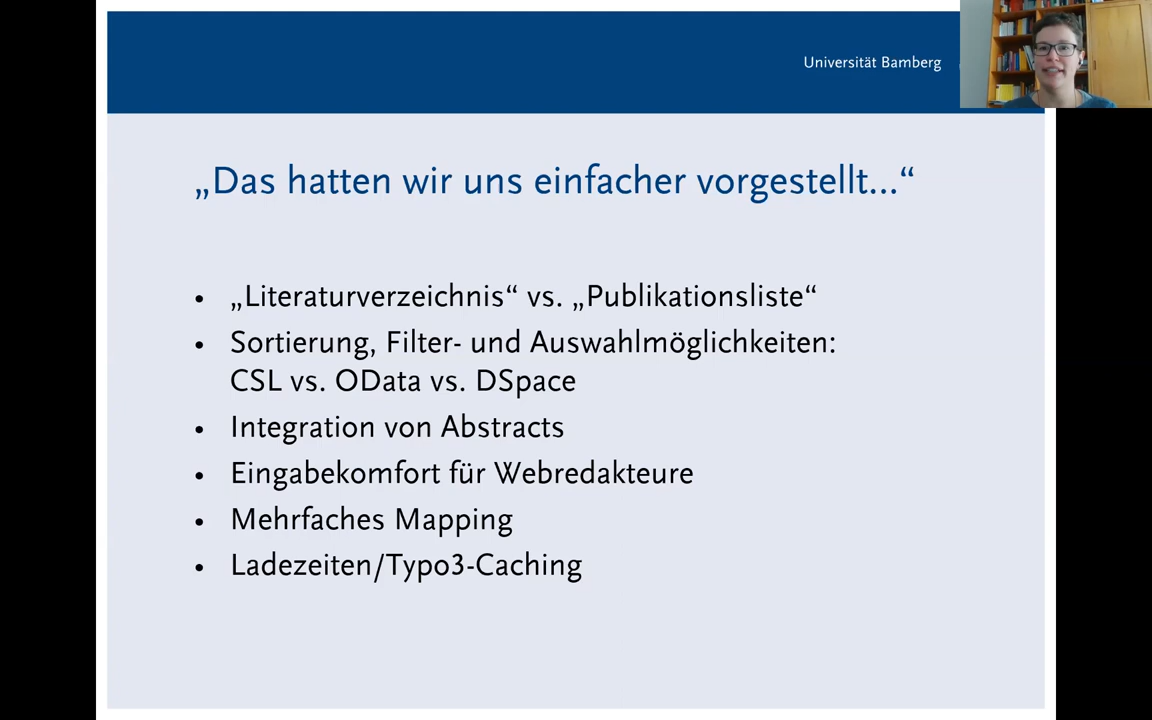 Universität Bamberg
„Das hatten wir uns einfacher vorgestellt...“
• „Literaturverzeichnis“ vs. „Publikationsliste“
• Sortierung, Filter- und Auswahlmöglichkeiten:
CSL vs. OData vs. DSpace
• Integration von Abstracts
• Eingabekomfort für Webredakteure
• Mehrfaches Mapping
• Ladezeiten/Typo3-Caching